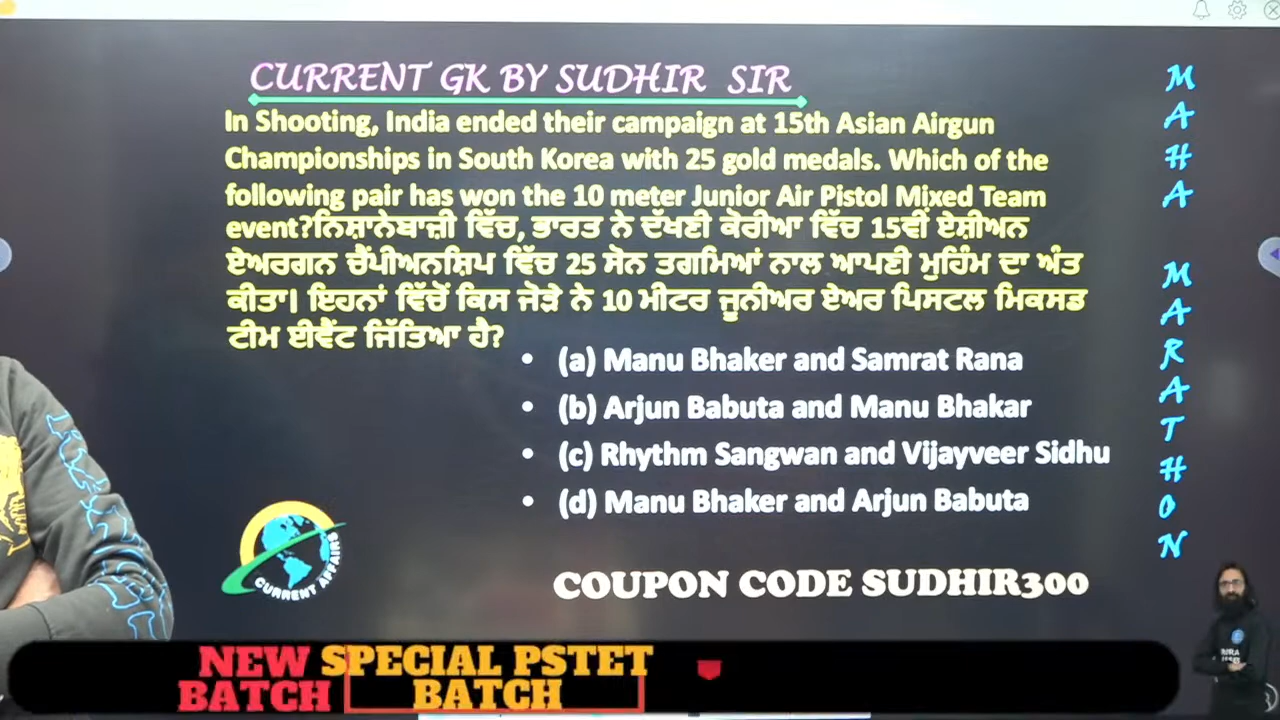 CURRENT GK BY SUDHIR SIR
In Shooting, India ended their campaign at 15th Asian Airgun
Championships in South Korea with 25 gold medals. Which of the
following pair has won the 10 meter Junior Air Pistol Mixed Team
event?ਨਿਸ਼ਾਨੇਬਾਜ਼ੀ ਵਿੱਚ, ਭਾਰਤ ਨੇ ਦੱਖਣੀ ਕੋਰੀਆ ਵਿੱਚ 15ਵੀਂ ਏਸ਼ੀਅਨ
ਏਅਰਗਨ ਚੈਂਪੀਅਨਸ਼ਿਪ ਵਿੱਚ 25 ਸੋਨ ਤਗਮਿਆਂ ਨਾਲ ਆਪਣੀ ਮੁਹਿੰਮ ਦਾ ਅੰਤ
ਕੀਤਾ। ਇਹਨਾਂ ਵਿੱਚੋਂ ਕਿਸ ਜੋੜੇ ਨੇ 10 ਮੀਟਰ ਜੂਨੀਅਰ ਏਅਰ ਪਿਸਟਲ ਮਿਕਸਡ
ਟੀਮ ਈਵੈਂਟ ਜਿੱਤਿਆ ਹੈ?
• (a) Manu Bhaker and Samrat Rana
• (b) Arjun Babuta and Manu Bhakar
• (c) Rhythm Sangwan and Vijayveer Sidhu
• (d) Manu Bhaker and Arjun Babuta
MAHA MARATHON
CURRENT AFFAIRS
COUPON CODE SUDHIR300
NEW SPECIAL PSTET
BATCH BATCH